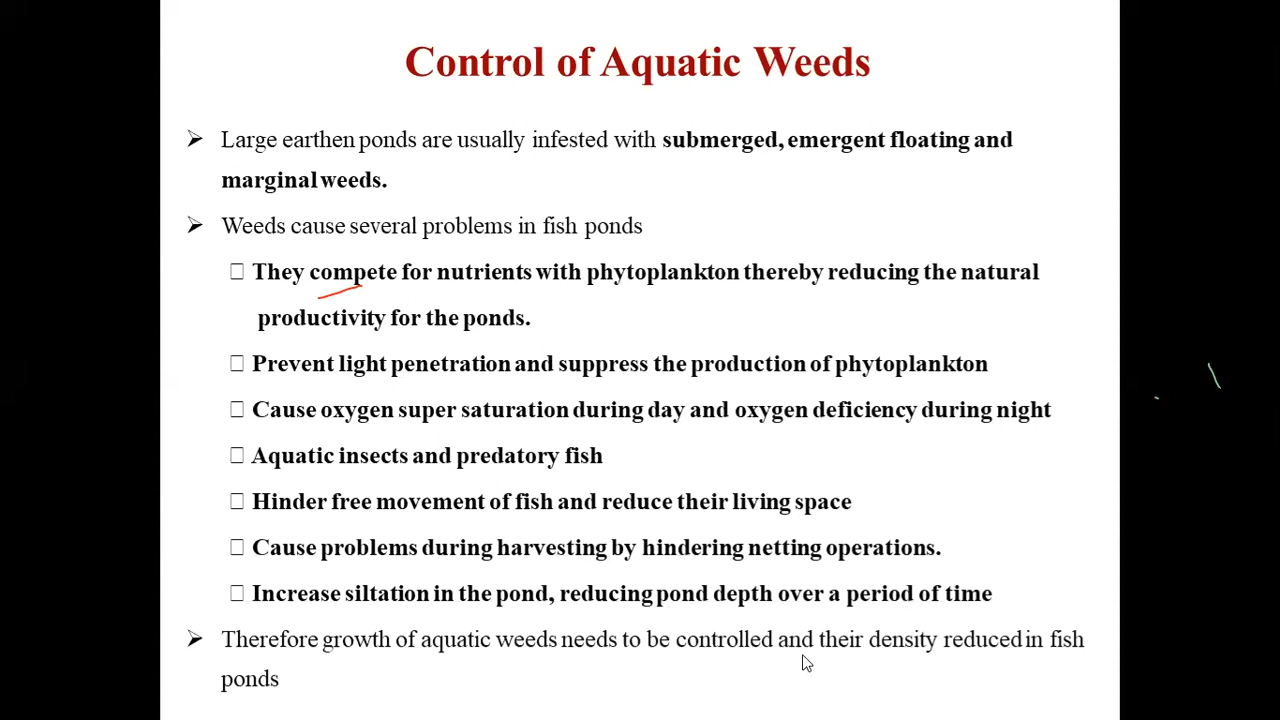 Control of Aquatic Weeds
Large earthen ponds are usually infested with submerged, emergent floating and
marginal weeds.
Weeds cause several problems in fish ponds
They compete for nutrients with phytoplankton thereby reducing the natural
productivity for the ponds.
Prevent light penetration and suppress the production of phytoplankton
Cause oxygen super saturation during day and oxygen deficiency during night
Aquatic insects and predatory fish
Hinder free movement of fish and reduce their living space
Cause problems during harvesting by hindering netting operations.
Increase siltation in the pond, reducing pond depth over a period of time
Therefore growth of aquatic weeds needs to be controlled and their density reduced in fish
ponds